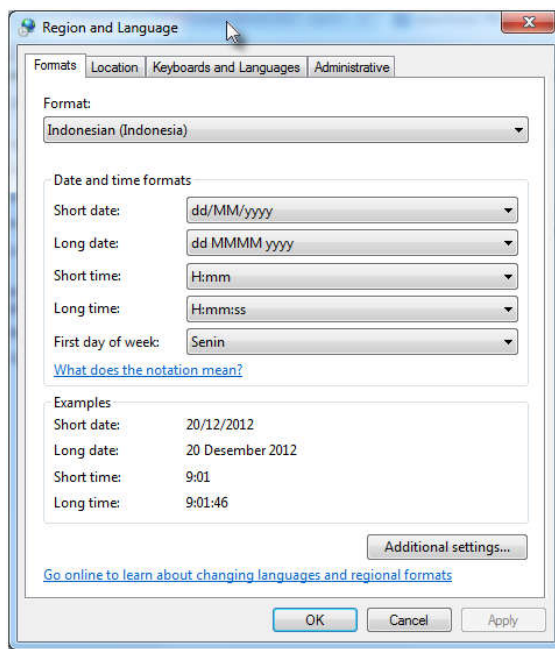 Region and Language
Formats Location Keyboards and Languages Administrative
Format:
Indonesian (Indonesia)
Date and time formats
Short date: dd/MM/yyyy
Long date: dd MMMM yyyy
Short time: H:mm
Long time: H:mm:ss
First day of week: Senin
What does the notation mean?
Examples
Short date: 20/12/2012
Long date: 20 Desember 2012
Short time: 9:01
Long time: 9:01:46
Additional settings...
Go online to learn about changing languages and regional formats
OK Cancel Apply